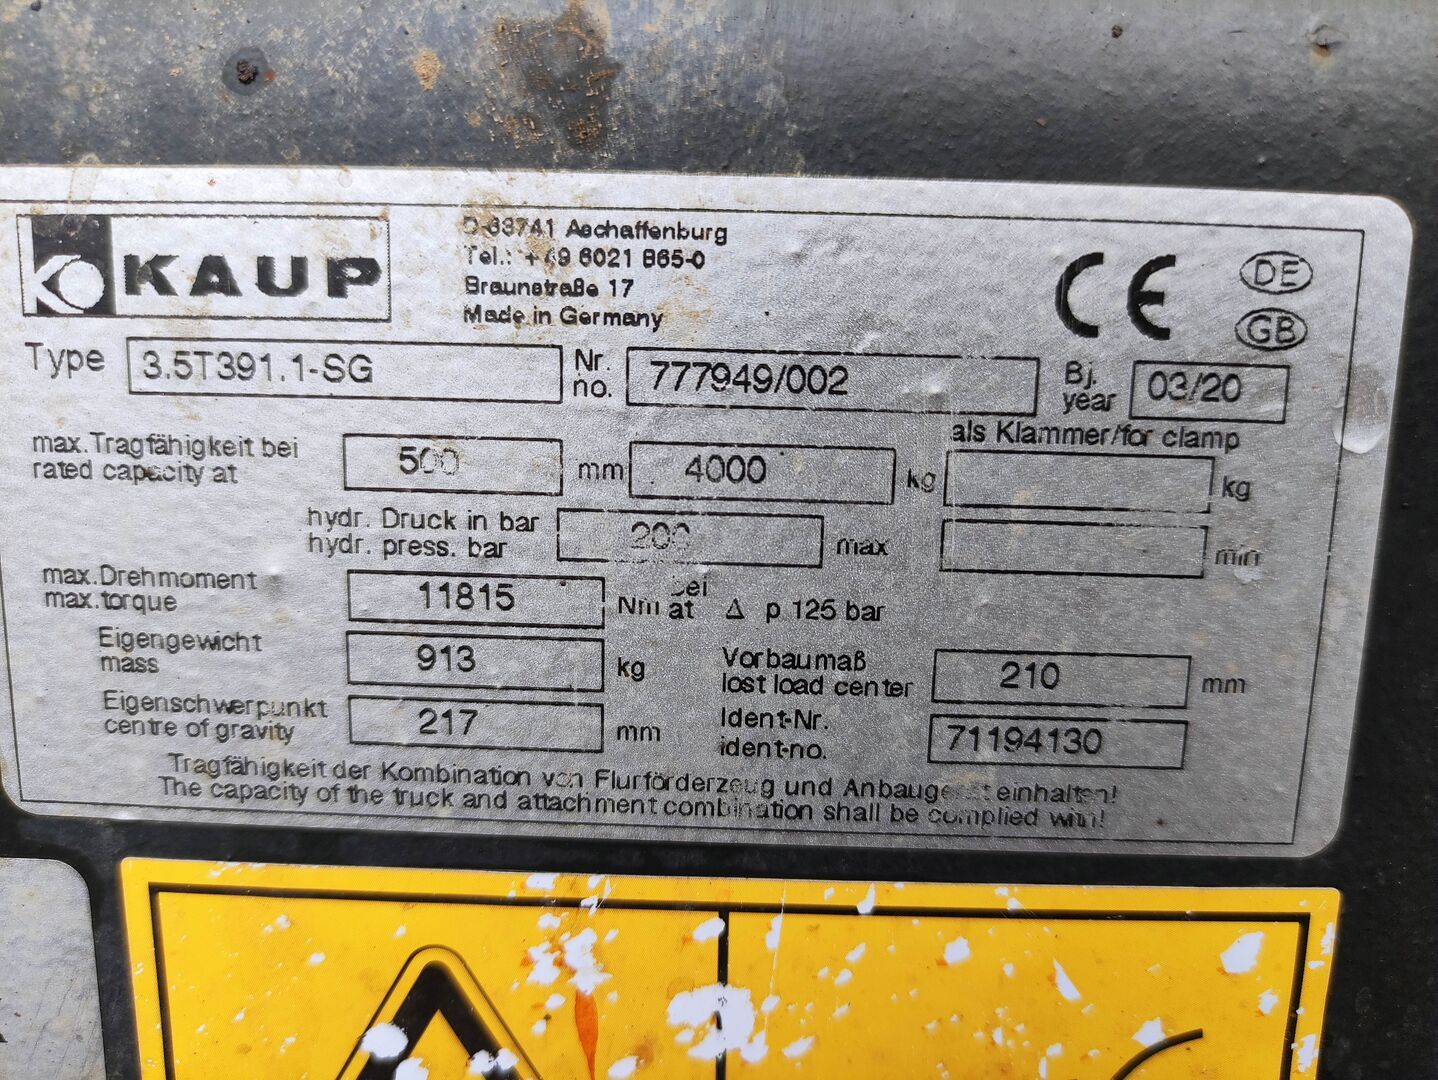 KAUP
D-63741 Aschaffenburg
Tel.: +49 6021 865-0
Braunstraße 17
Made in Germany
CE
DE
GB
Type 3.5T391.1-SG Nr. no. 777949/002 Bj. year 03/20
als Klammer/for clamp
max.Tragfähigkeit bei
rated capacity at 500 mm 4000 kg kg
hydr. Druck in bar
hydr. press. bar 200 max min
max.Drehmoment
max.torque 11815 Nm bei at Δ p 125 bar
Eigengewicht
mass 913 kg
Vorbaumaß
lost load center 210 mm
Eigenschwerpunkt
centre of gravity 217 mm
Ident-Nr.
ident-no. 71194130
Tragfähigkeit der Kombination von Flurförderzeug und Anbaugerät einhalten!
The capacity of the truck and attachment combination shall be complied with!